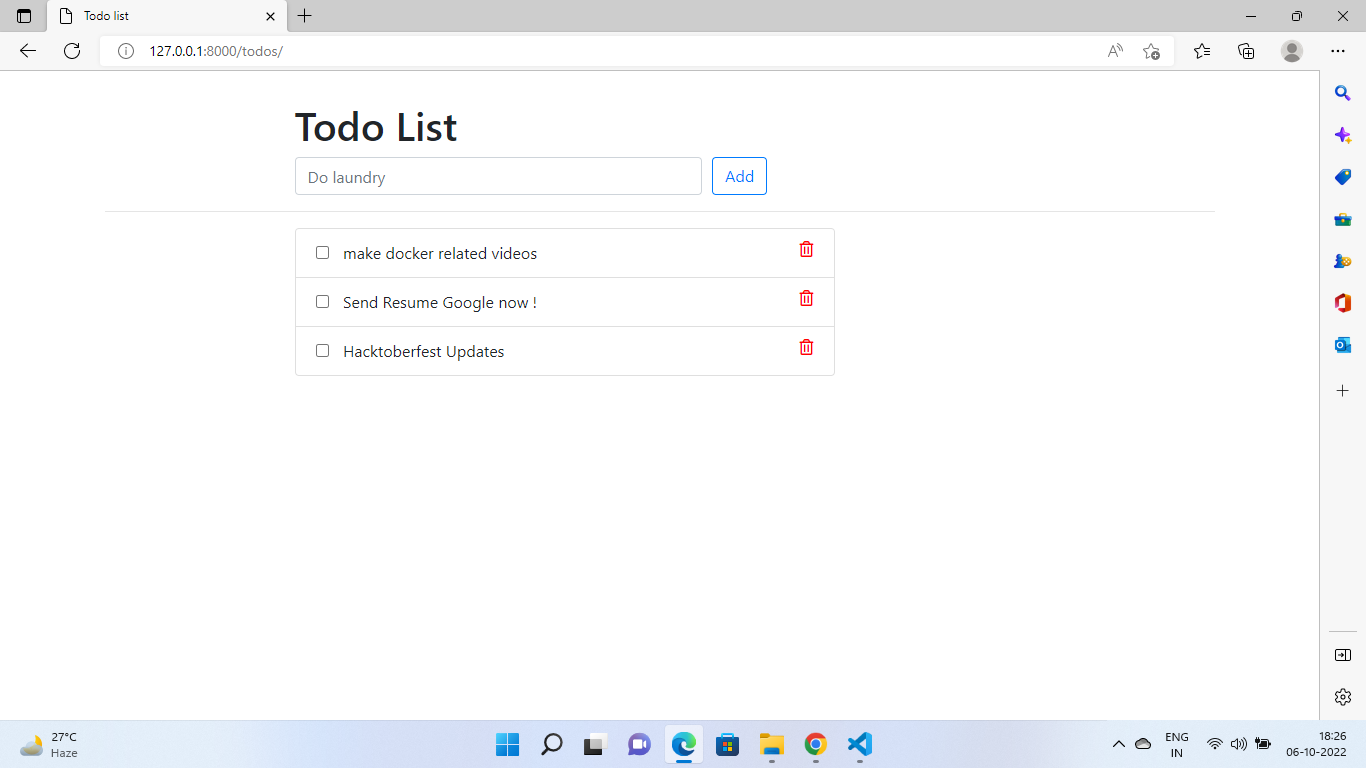 Todo list
127.0.0.1:8000/todos/
Todo List
Do laundry
Add
make docker related videos
Send Resume Google now !
Hacktoberfest Updates
27°C
Haze
ENG
IN
18:26
06-10-2022